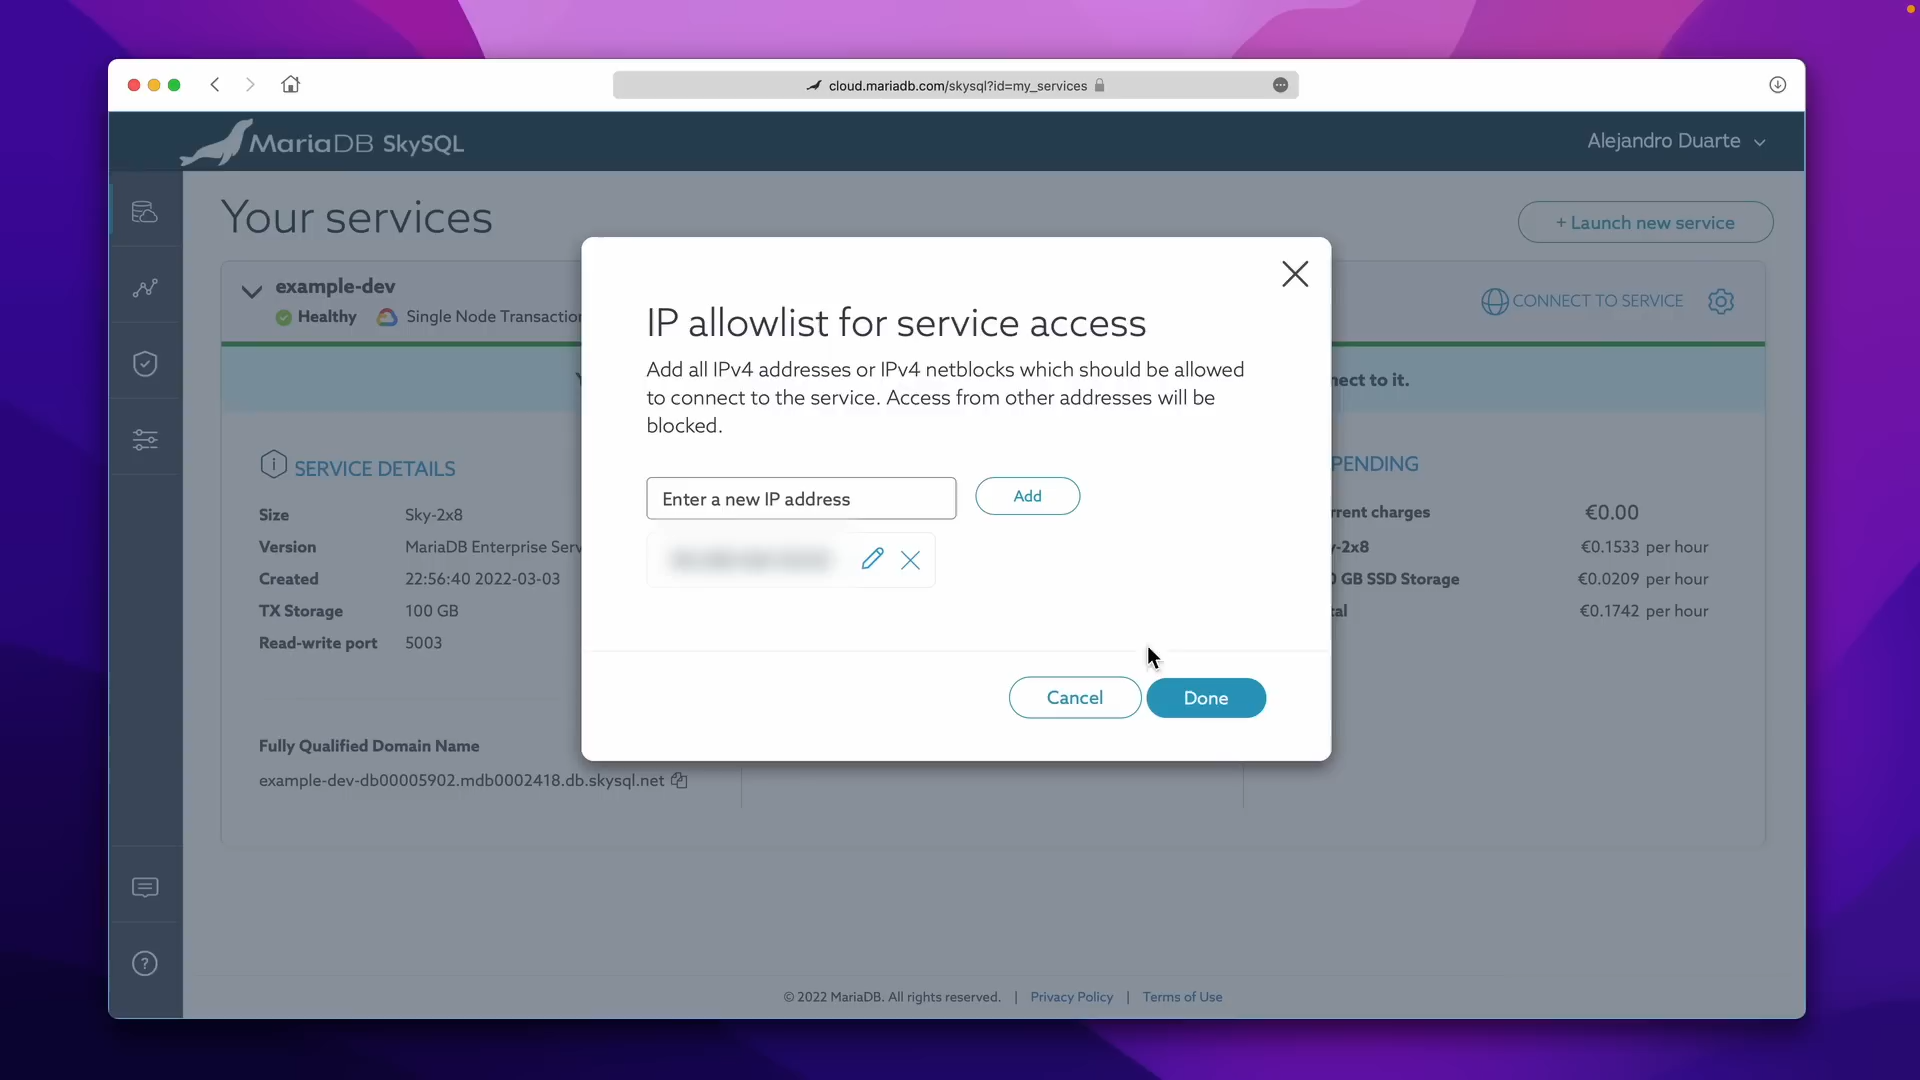 cloud.mariadb.com/skysql?id=my_services
MariaDB SkySQL
Alejandro Duarte
Your services
+ Launch new service
example-dev
Healthy
Single Node Transaction
CONNECT TO SERVICE
nect to it.
IP allowlist for service access
Add all IPv4 addresses or IPv4 netblocks which should be allowed
to connect to the service. Access from other addresses will be
blocked.
Enter a new IP address
Add
Cancel
Done
SERVICE DETAILS
Size Sky-2x8
Version MariaDB Enterprise Serv
Created 22:56:40 2022-03-03
TX Storage 100 GB
Read-write port 5003
Fully Qualified Domain Name
example-dev-db00005902.mdb0002418.db.skysql.net
PENDING
rrent charges €0.00
y-2x8 €0.1533 per hour
GB SSD Storage €0.0209 per hour
tal €0.1742 per hour
© 2022 MariaDB. All rights reserved. | Privacy Policy | Terms of Use